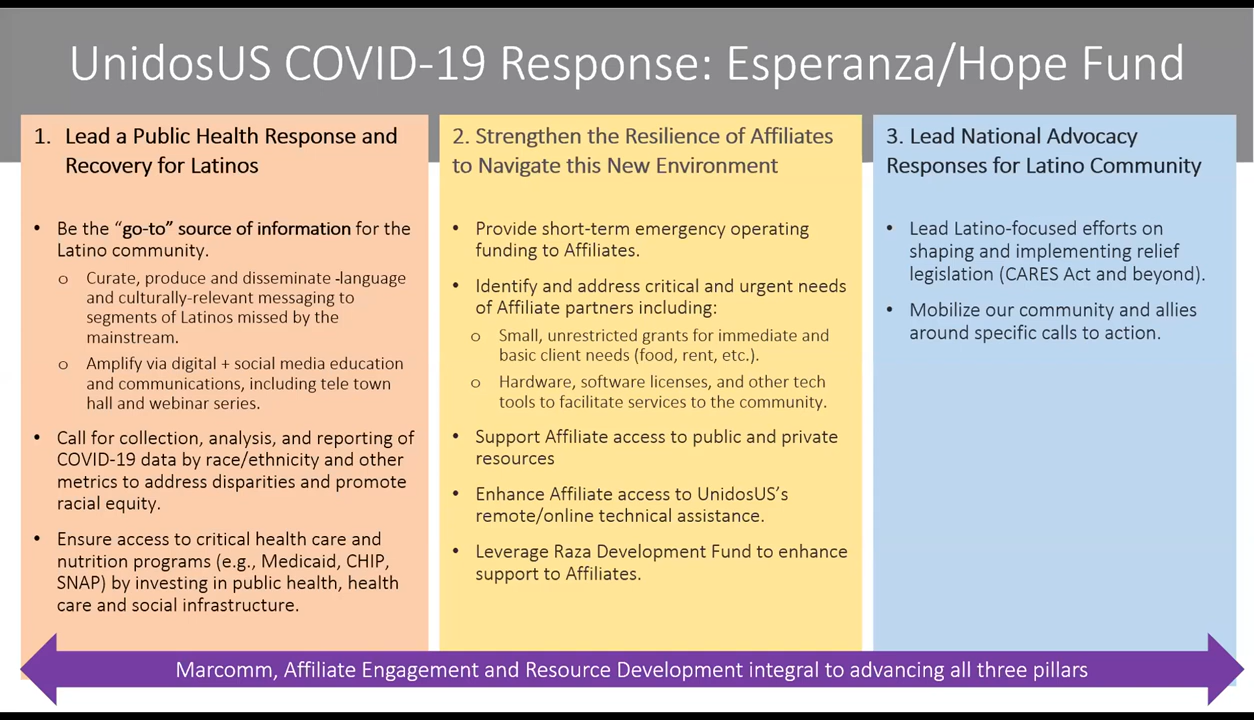 UnidosUS COVID-19 Response: Esperanza/Hope Fund
1. Lead a Public Health Response and
Recovery for Latinos
• Be the “go-to” source of information for the
Latino community.
o Curate, produce and disseminate -language
and culturally-relevant messaging to
segments of Latinos missed by the
mainstream.
o Amplify via digital + social media education
and communications, including tele town
hall and webinar series.
• Call for collection, analysis, and reporting of
COVID-19 data by race/ethnicity and other
metrics to address disparities and promote
racial equity.
• Ensure access to critical health care and
nutrition programs (e.g., Medicaid, CHIP,
SNAP) by investing in public health, health
care and social infrastructure.
2. Strengthen the Resilience of Affiliates
to Navigate this New Environment
• Provide short-term emergency operating
funding to Affiliates.
• Identify and address critical and urgent needs
of Affiliate partners including:
o Small, unrestricted grants for immediate and
basic client needs (food, rent, etc.).
o Hardware, software licenses, and other tech
tools to facilitate services to the community.
• Support Affiliate access to public and private
resources
• Enhance Affiliate access to UnidosUS’s
remote/online technical assistance.
• Leverage Raza Development Fund to enhance
support to Affiliates.
3. Lead National Advocacy
Responses for Latino Community
• Lead Latino-focused efforts on
shaping and implementing relief
legislation (CARES Act and beyond).
• Mobilize our community and allies
around specific calls to action.
Marcomm, Affiliate Engagement and Resource Development integral to advancing all three pillars